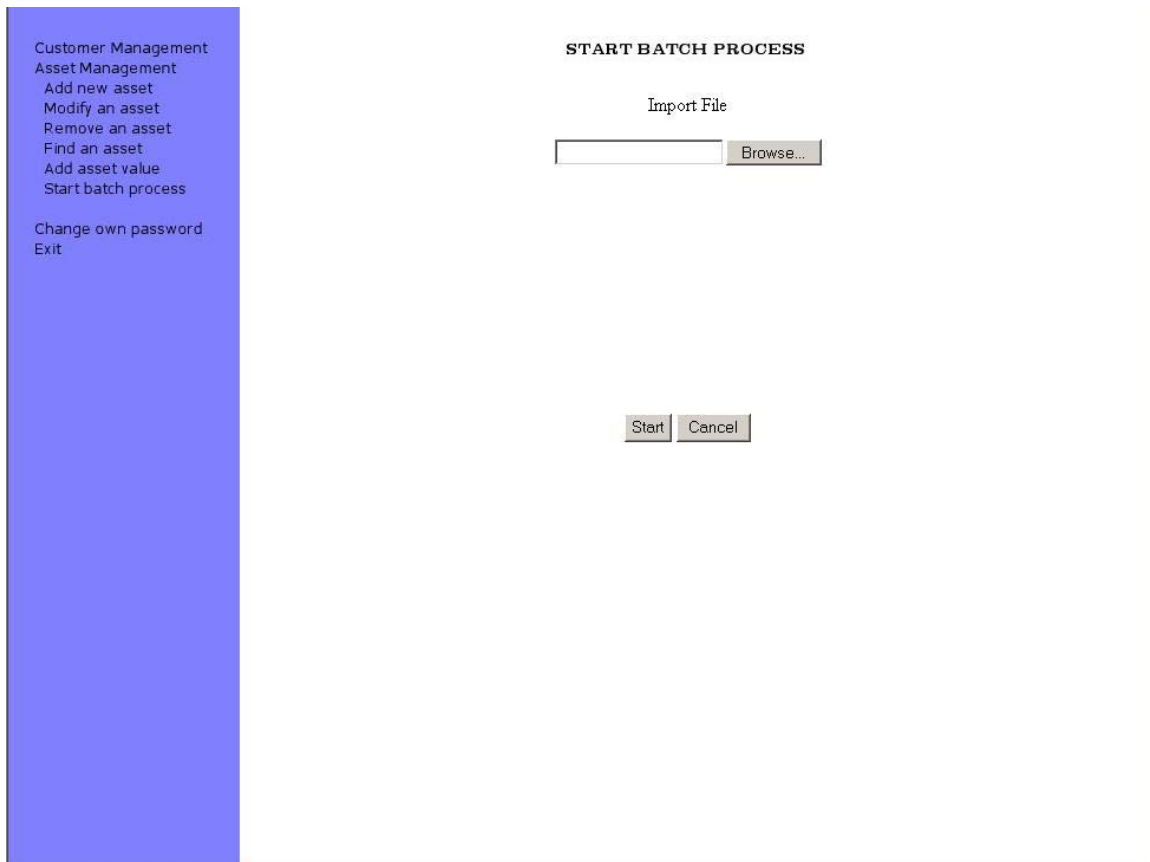 Customer Management
Asset Management
Add new asset
Modify an asset
Remove an asset
Find an asset
Add asset value
Start batch process
Change own password
Exit
START BATCH PROCESS
Import File
Browse...
Start Cancel